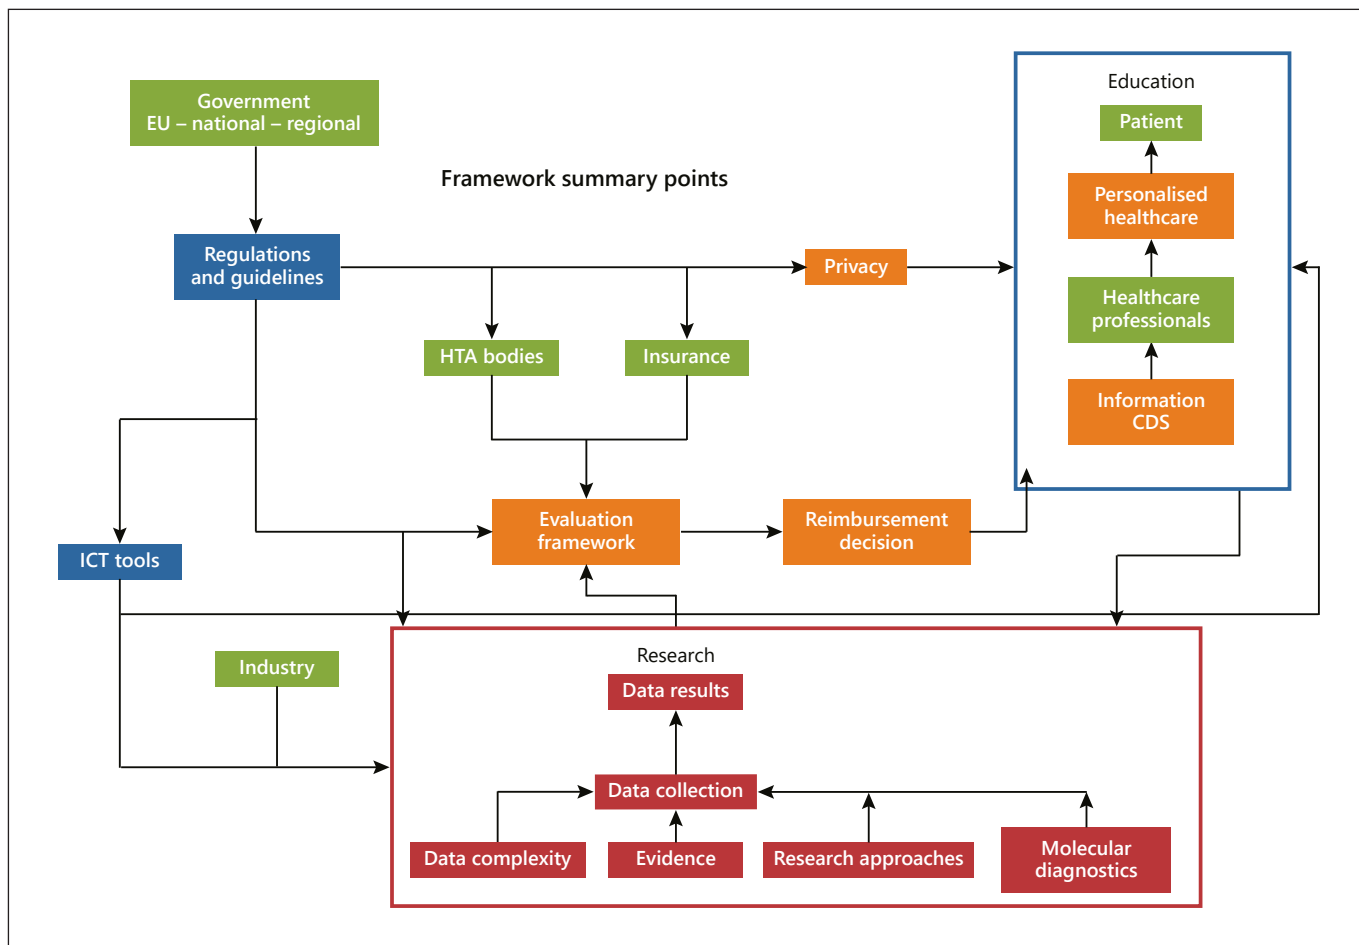 Education
Government
EU – national – regional
Patient
Framework summary points
Personalised
healthcare
Regulations
and guidelines
Privacy
Healthcare
professionals
HTA bodies
Insurance
Information
CDS
Evaluation
framework
Reimbursement
decision
ICT tools
Industry
Research
Data results
Data collection
Data complexity
Evidence
Research approaches
Molecular
diagnostics